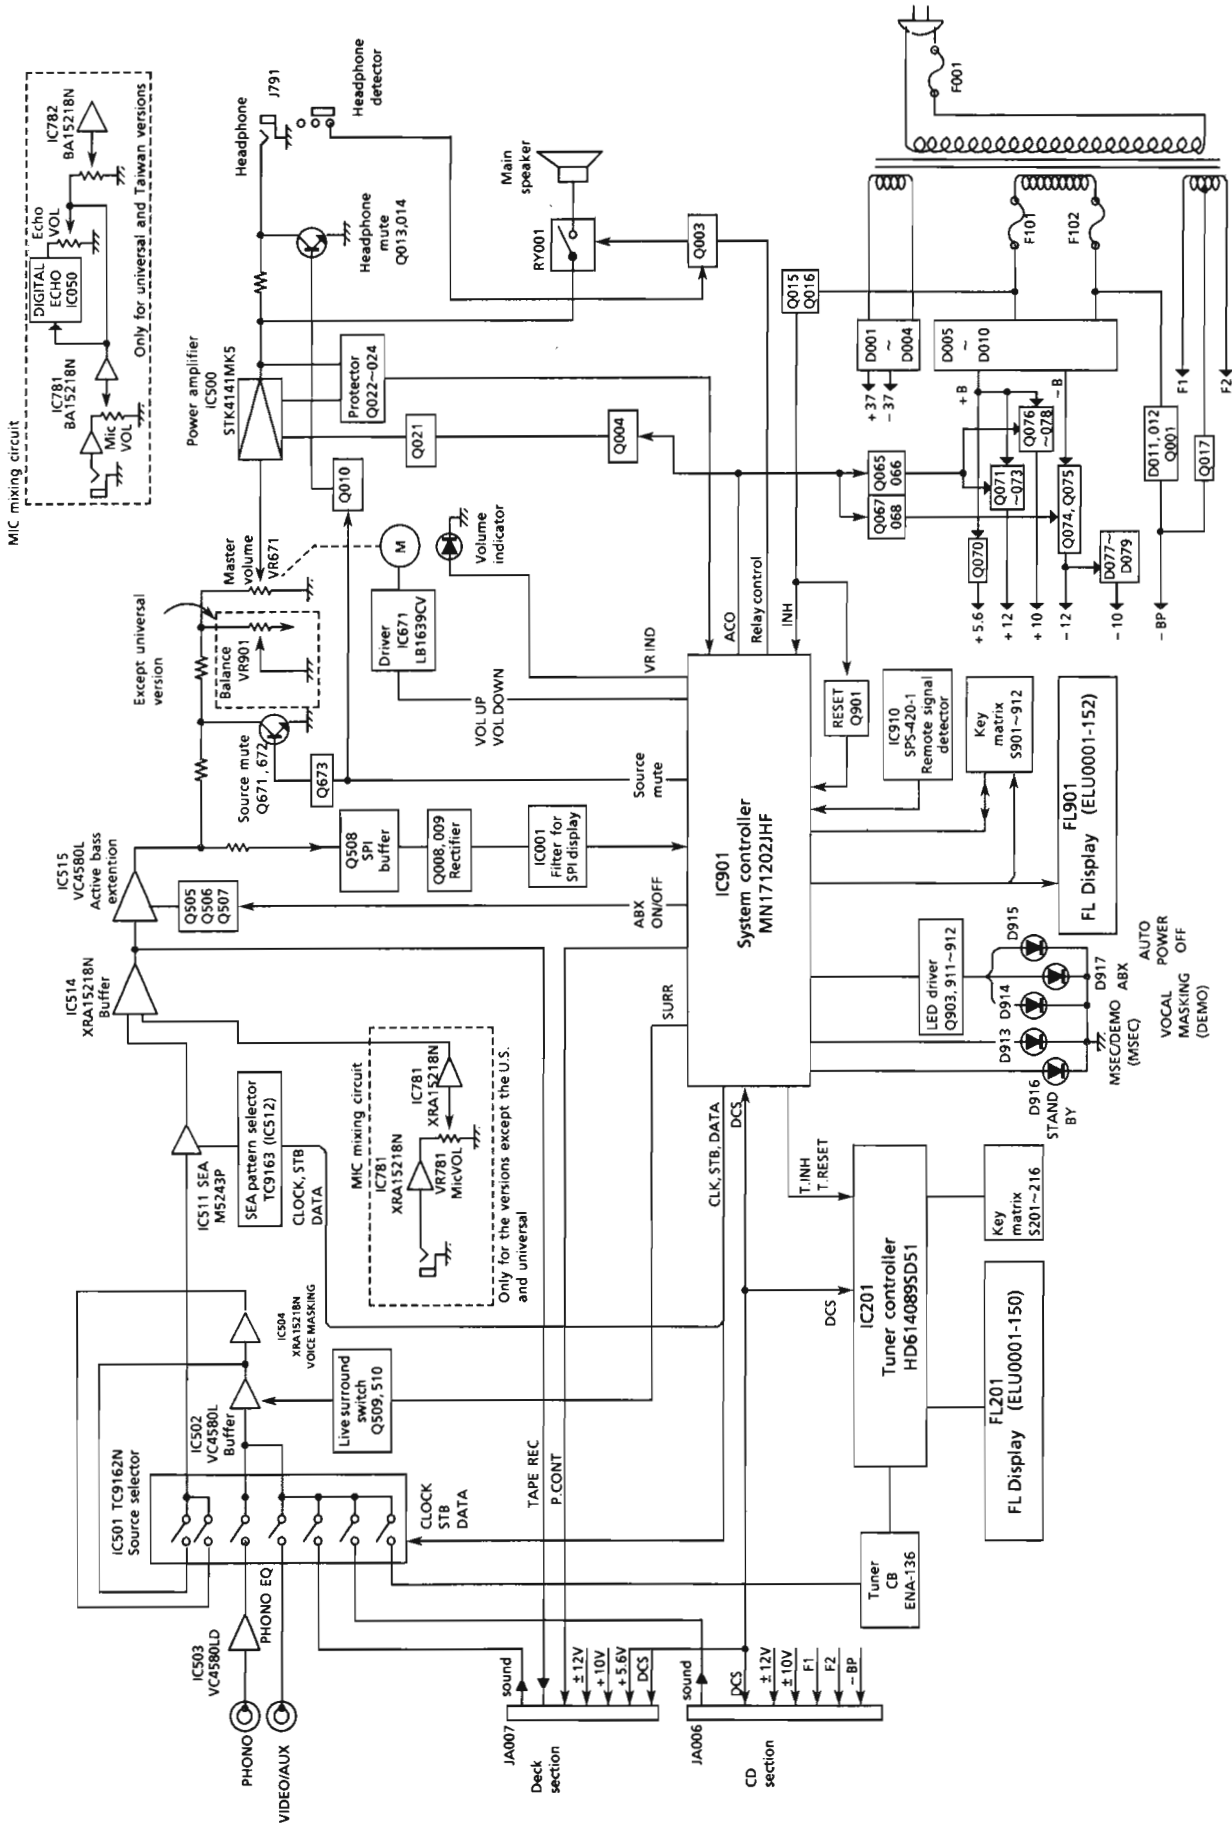 MIC mixing circuit
IC781
BA15218N
Mic
VOL
DIGITAL
ECHO
IC050
Echo
VOL
IC782
BA15218N
Only for universal and Taiwan versions
PHONO
VIDEO/AUX
IC503
VC4580LD
PHONO EQ
IC501 TC9162N
Source selector
CLOCK
STB
DATA
IC502
VC4580L
Buffer
IC504
XRA15218N
VOICE MASKING
Live surround
switch
Q509, 510
IC511 SEA
M5243P
SEA pattern selector
TC9163 (IC512)
CLOCK, STB
DATA
MIC mixing circuit
IC781
XRA15218N
VR781
MicVOL
IC781
XRA15218N
Only for the versions except the U.S.
and universal
IC514
XRA15218N
Buffer
IC515
VC4580L
Active bass
extention
Q505
Q506
Q507
Q508
SPI
buffer
Q008, 009
Rectifier
IC001
Filter for
SPI display
Source mute
Q671, 672
Q673
Except universal
version
Balance
VR901
Master
volume
VR671
M
Driver
IC671
LB1639CV
Volume
indicator
Q010
Power amplifier
IC500
STK4141MK5
Protector
Q022~024
Q021
Q004
Headphone
J791
Headphone
detector
Headphone
mute
Q013,014
Main
speaker
RY001
Q003
TAPE REC
P.CONT
SURR
ABX
ON/OFF
Source
mute
VOL UP
VOL DOWN
VR IND
ACO
Relay control
INH
IC901
System controller
MN171202JHF
CLK, STB, DATA
DCS
T.INH
T.RESET
RESET
Q901
IC910
SPS-420-1
Remote signal
detector
Key
matrix
S901~912
FL901
FL Display (ELU0001-152)
LED driver
Q903, 911~912
D915
D917
D914
D913
D916
STAND
BY
MSEC/DEMO
(MSEC)
VOCAL
MASKING
(DEMO)
ABX
AUTO
POWER
OFF
DCS
IC201
Tuner controller
HD614089SD51
Key
matrix
S201~216
FL201
FL Display (ELU0001-150)
Tuner
CB
ENA-136
JA007
Deck
section
sound
±12V
+10V
+5.6V
DCS
JA006
CD
section
sound
DCS
±12V
±10V
F1
F2
-BP
F001
F101
F102
Q015
Q016
D001
~
D004
D005
~
D010
+37
-37
+B
-B
F1
F2
Q065
066
Q067
068
Q076
~078
Q071
~073
Q070
Q074, Q075
D077~
D079
D011, 012
Q001
Q017
+5.6
+12
+10
-12
-10
-BP